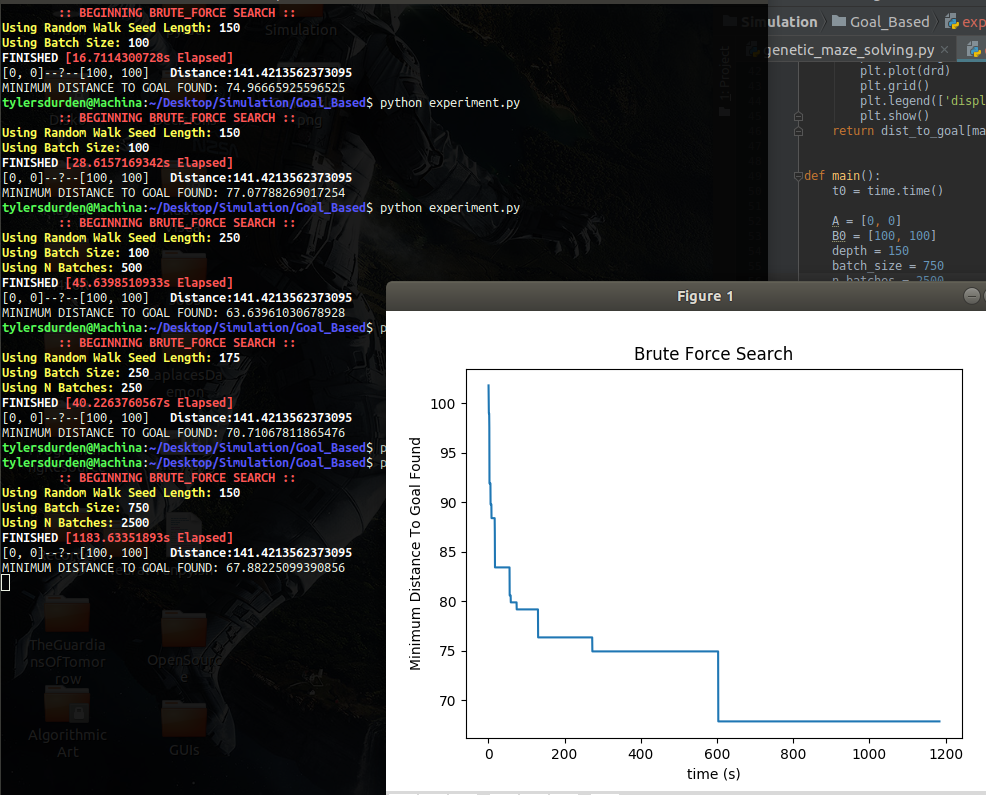 :: BEGINNING BRUTE_FORCE SEARCH ::
Using Random Walk Seed Length: 150
Using Batch Size: 100
FINISHED [16.7114300728s Elapsed]
[0, 0]--?--[100, 100]   Distance:141.4213562373095
MINIMUM DISTANCE TO GOAL FOUND: 74.96665925596525
tylersdurden@Machina:~/Desktop/Simulation/Goal_Based$ python experiment.py
:: BEGINNING BRUTE_FORCE SEARCH ::
Using Random Walk Seed Length: 150
Using Batch Size: 100
FINISHED [28.6157169342s Elapsed]
[0, 0]--?--[100, 100]   Distance:141.4213562373095
MINIMUM DISTANCE TO GOAL FOUND: 77.07788269017254
tylersdurden@Machina:~/Desktop/Simulation/Goal_Based$ python experiment.py
:: BEGINNING BRUTE_FORCE SEARCH ::
Using Random Walk Seed Length: 250
Using Batch Size: 100
Using N Batches: 500
FINISHED [45.6398510933s Elapsed]
[0, 0]--?--[100, 100]   Distance:141.4213562373095
MINIMUM DISTANCE TO GOAL FOUND: 63.63961030678928
tylersdurden@Machina:~/Desktop/Simulation/Goal_Based$ p
:: BEGINNING BRUTE_FORCE SEARCH ::
Using Random Walk Seed Length: 175
Using Batch Size: 250
Using N Batches: 250
FINISHED [40.2263760567s Elapsed]
[0, 0]--?--[100, 100]   Distance:141.4213562373095
MINIMUM DISTANCE TO GOAL FOUND: 70.71067811865476
tylersdurden@Machina:~/Desktop/Simulation/Goal_Based$ p
tylersdurden@Machina:~/Desktop/Simulation/Goal_Based$ p
:: BEGINNING BRUTE_FORCE SEARCH ::
Using Random Walk Seed Length: 150
Using Batch Size: 750
Using N Batches: 2500
FINISHED [1183.63351893s Elapsed]
[0, 0]--?--[100, 100]   Distance:141.4213562373095
MINIMUM DISTANCE TO GOAL FOUND: 67.88225099390856
Simulation
png
LaplacesDa
emon
TheGuardia
nsOfTomor
row
OpenSourc
e
Algorithmic
Art
GUIs
Simulation Goal_Based exp
genetic_maze_solving.py
1: Project
plt.plot(drd)
plt.grid()
plt.legend(['displ
plt.show()
return dist_to_goal[ma
def main():
t0 = time.time()
A = [0, 0]
B0 = [100, 100]
depth = 150
batch_size = 750
n_batches = 2500
Figure 1
Brute Force Search
Minimum Distance To Goal Found
100
95
90
85
80
75
70
0 200 400 600 800 1000 1200
time (s)